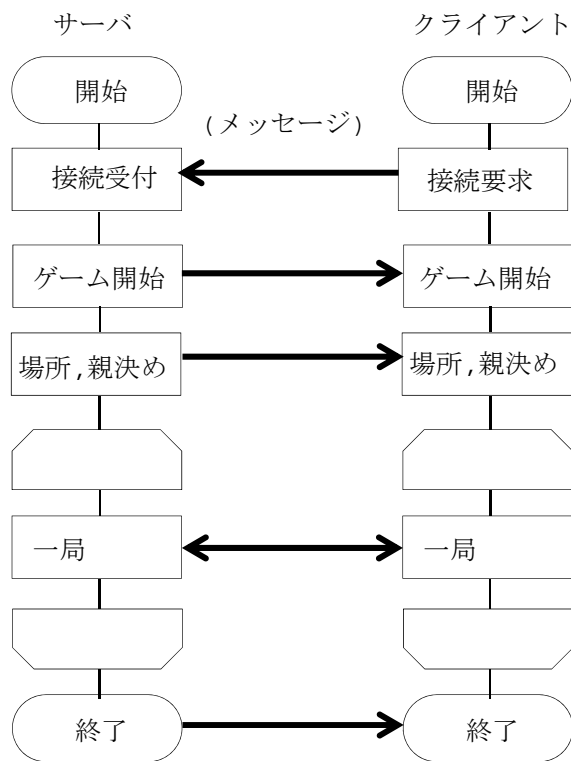 サーバ クライアント
開始 開始
(メッセージ)
接続受付 接続要求
ゲーム開始 ゲーム開始
場所,親決め 場所,親決め
一局 一局
終了 終了